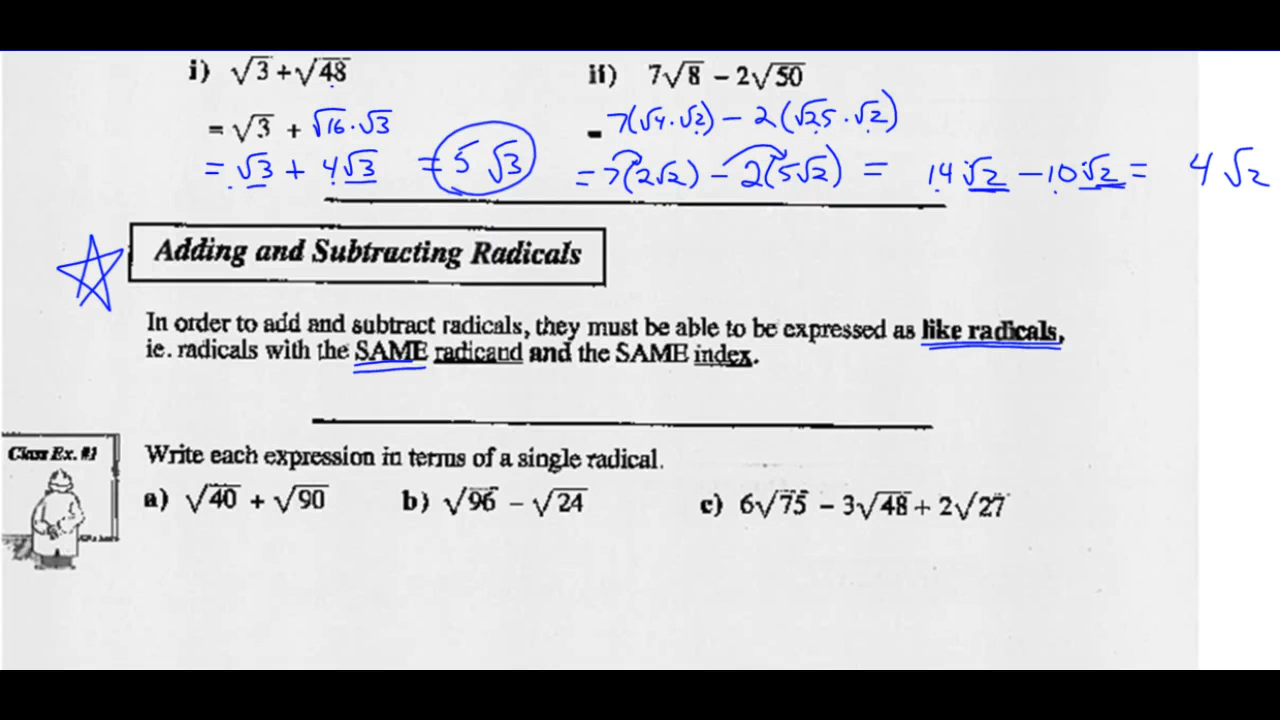 i) √3 + √48
ii) 7√8 − 2√50
= √3 + √16 · √3
= 7(√4 · √2) − 2(√25 · √2)
= √3 + 4√3 = 5√3
= 7(2√2) − 2(5√2) = 14√2 − 10√2 = 4√2
Adding and Subtracting Radicals
In order to add and subtract radicals, they must be able to be expressed as like radicals,
ie. radicals with the SAME radicand and the SAME index.
Class Ex. #1
Write each expression in terms of a single radical.
a) √40 + √90
b) √96 − √24
c) 6√75 − 3√48 + 2√27